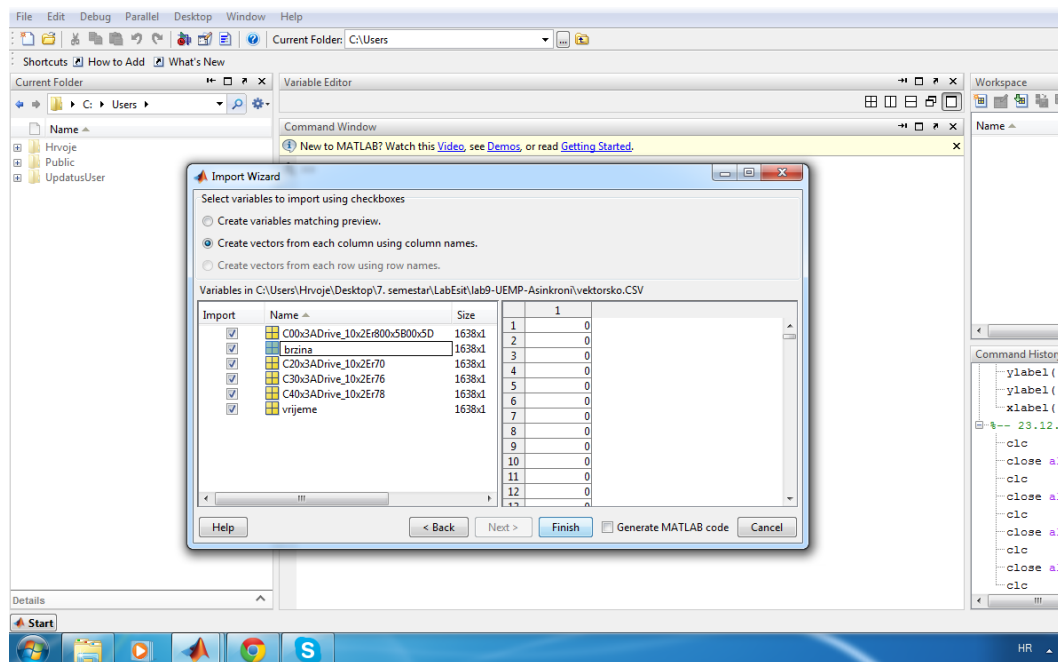 File Edit Debug Parallel Desktop Window Help
Current Folder: C:\Users
Shortcuts How to Add What's New
Current Folder
C: Users
Name
Hrvoje
Public
UpdatusUser
Details
Variable Editor
Command Window
New to MATLAB? Watch this Video, see Demos, or read Getting Started.
Import Wizard
Select variables to import using checkboxes
Create variables matching preview.
Create vectors from each column using column names.
Create vectors from each row using row names.
Variables in C:\Users\Hrvoje\Desktop\7. semestar\LabEsit\lab9-UEMP-Asinkroni\vektorsko.CSV
Import Name Size
C00x3ADrive_10x2Er800x5B00x5D 1638x1
brzina 1638x1
C20x3ADrive_10x2Er70 1638x1
C30x3ADrive_10x2Er76 1638x1
C40x3ADrive_10x2Er78 1638x1
vrijeme 1638x1
1
1 0
2 0
3 0
4 0
5 0
6 0
7 0
8 0
9 0
10 0
11 0
12 0
Help < Back Next > Finish Generate MATLAB code Cancel
Workspace
Name
Command History
ylabel(
ylabel(
xlabel(
%-- 23.12.
clc
close a
clc
close a
clc
close a
clc
close a
clc
Start
HR